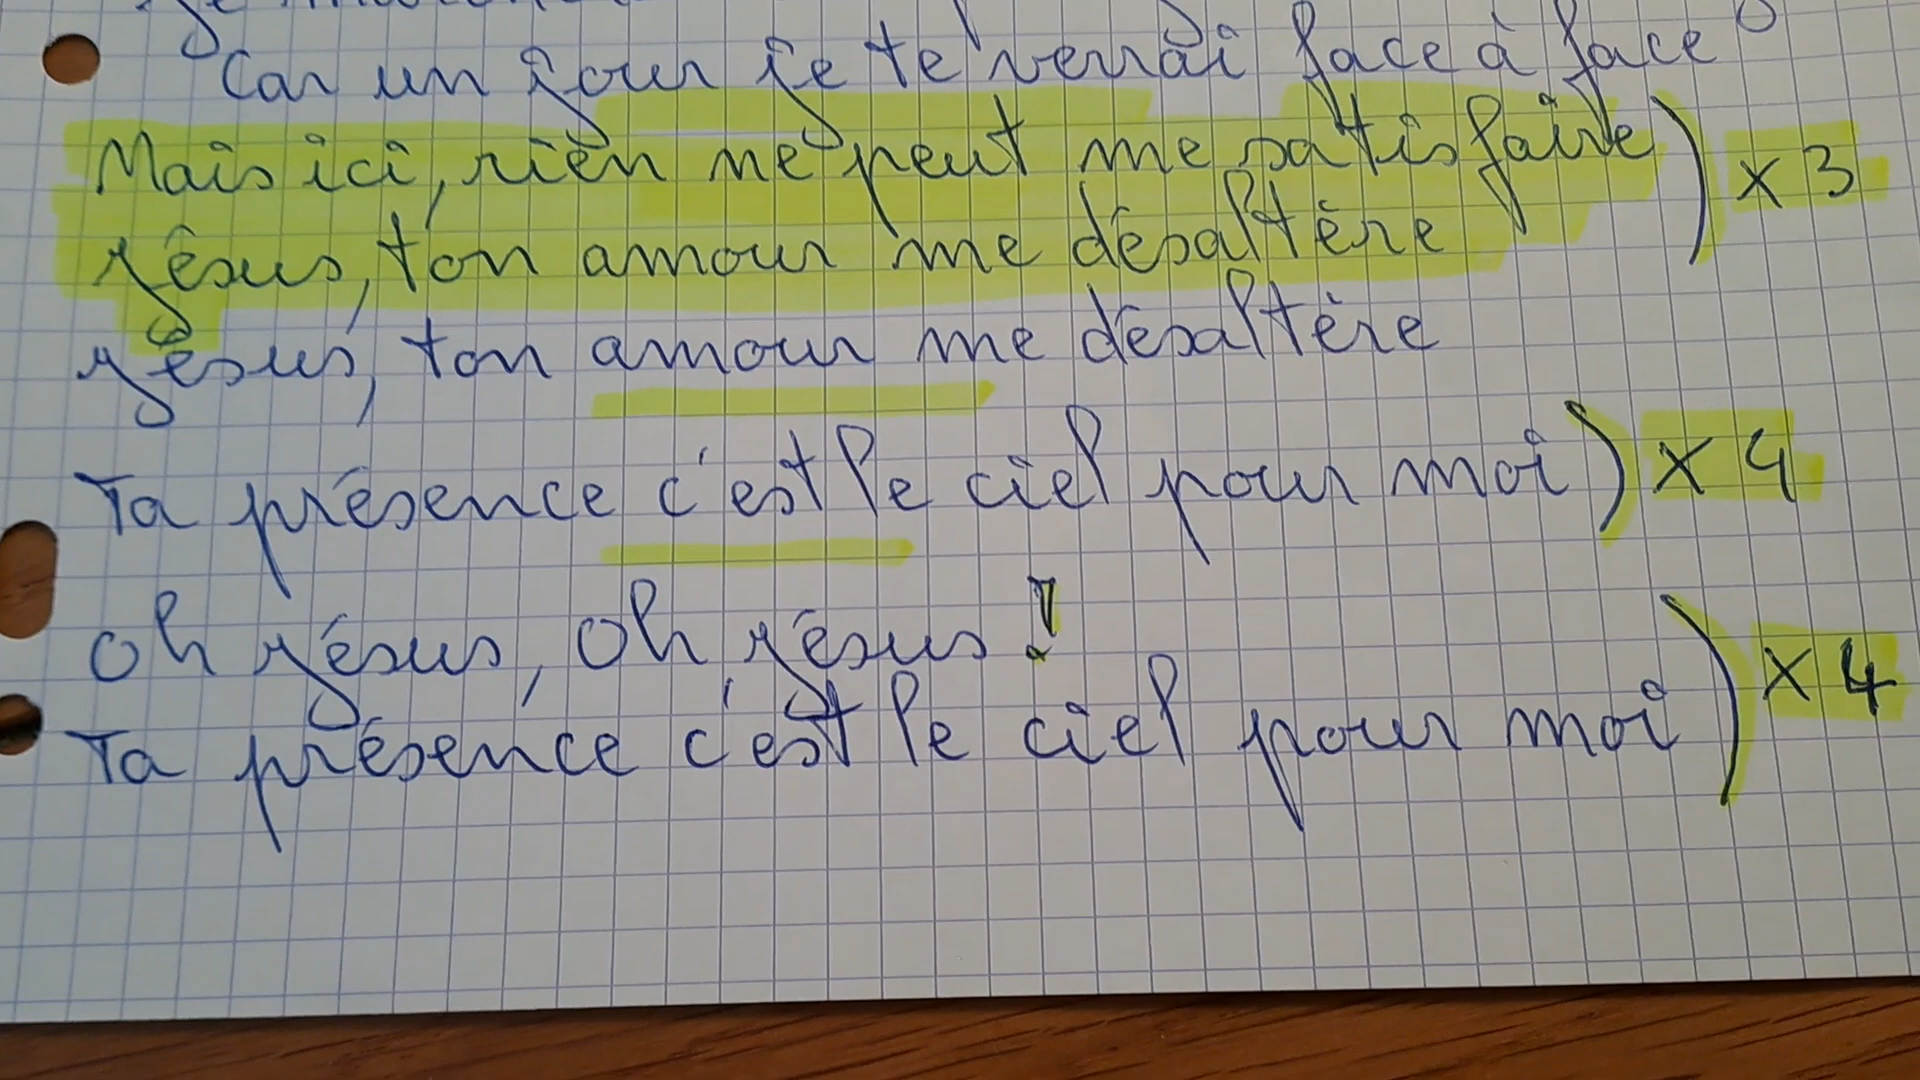 Car un jour je te verrai face à face
Mais ici, rien ne peut me satisfaire ) x 3
Jésus, ton amour me désaltère
Jésus, ton amour me désaltère
Ta présence c'est le ciel pour moi ) x 4
Oh Jésus, Oh Jésus !
Ta présence c'est le ciel pour moi ) x 4